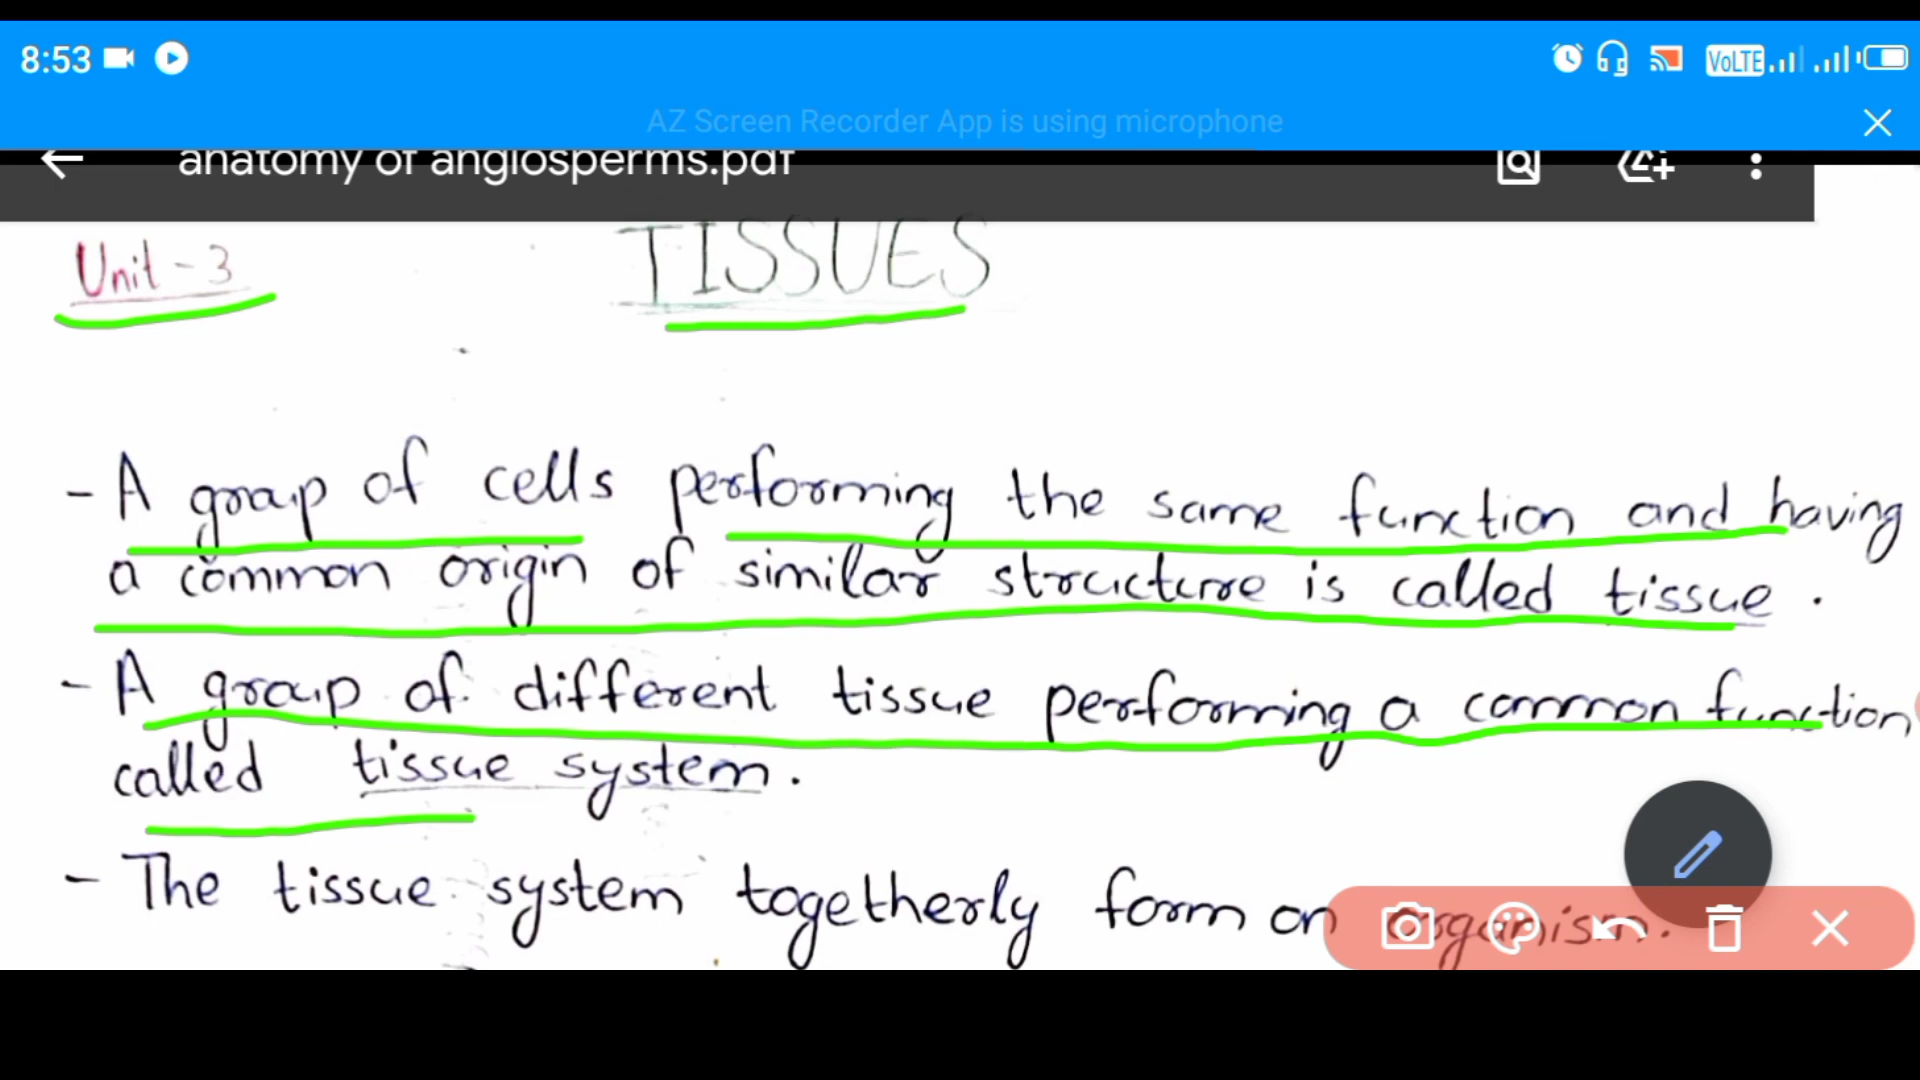 8:53
VoLTE
AZ Screen Recorder App is using microphone
anatomy of angiosperms.pdf
Unit - 3
TISSUES
- A group of cells performing the same function and having
a common origin of similar structure is called tissue.
- A group of different tissue performing a common function
called tissue system.
- The tissue system togetherly form an organism.